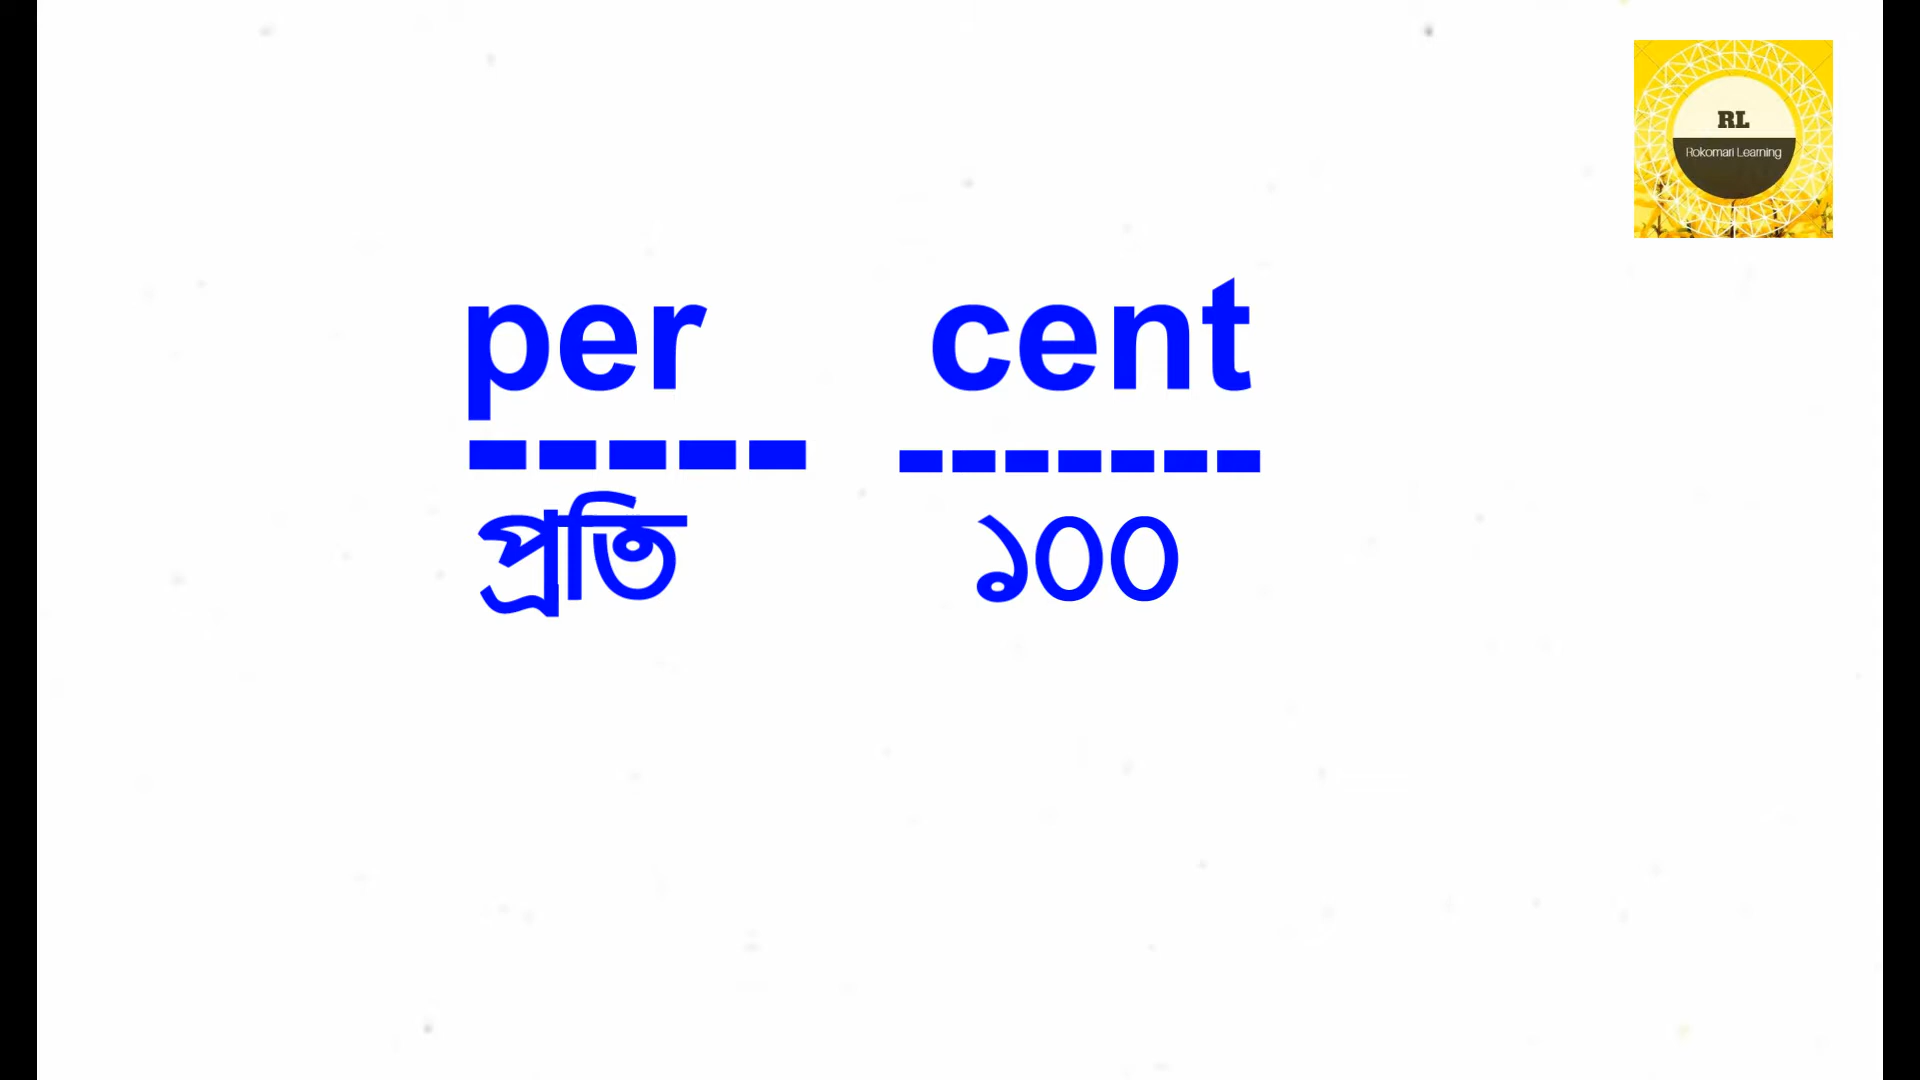 RL
Rokomari Learning
per cent
----- -------
প্রতি ১০০